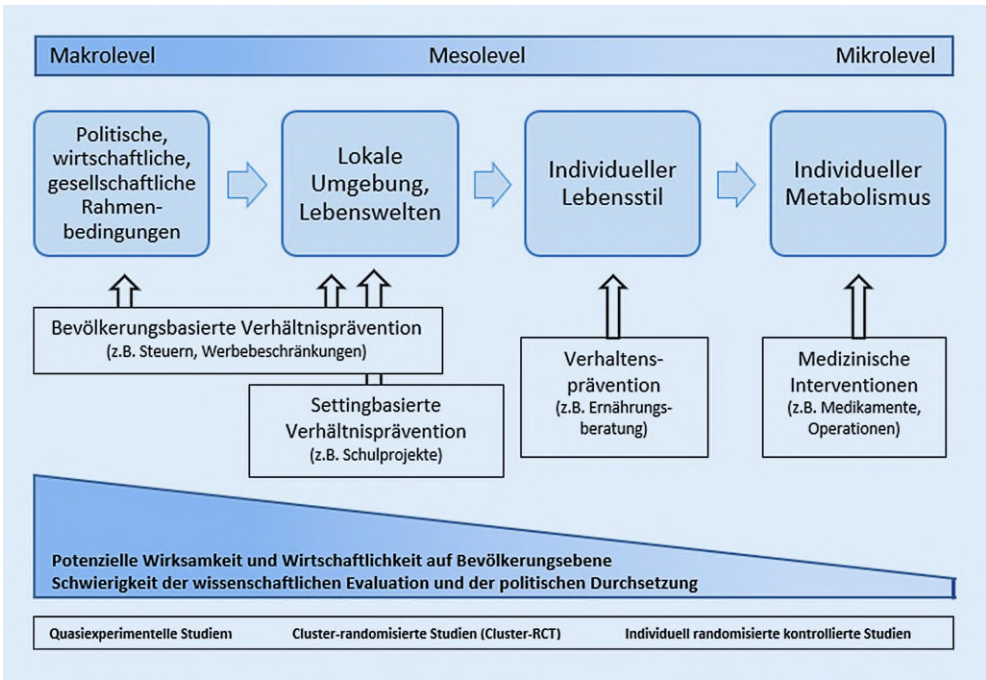 Makrolevel Mesolevel Mikrolevel
Politische,
wirtschaftliche,
gesellschaftliche
Rahmen-
bedingungen
Lokale
Umgebung,
Lebenswelten
Individueller
Lebensstil
Individueller
Metabolismus
Bevölkerungsbasierte Verhältnisprävention
(z.B. Steuern, Werbebeschränkungen)
Settingbasierte
Verhältnisprävention
(z.B. Schulprojekte)
Verhaltens-
prävention
(z.B. Ernährungs-
beratung)
Medizinische
Interventionen
(z.B. Medikamente,
Operationen)
Potenzielle Wirksamkeit und Wirtschaftlichkeit auf Bevölkerungsebene
Schwierigkeit der wissenschaftlichen Evaluation und der politischen Durchsetzung
Quasiexperimentelle Studien Cluster-randomisierte Studien (Cluster-RCT) Individuell randomisierte kontrollierte Studien